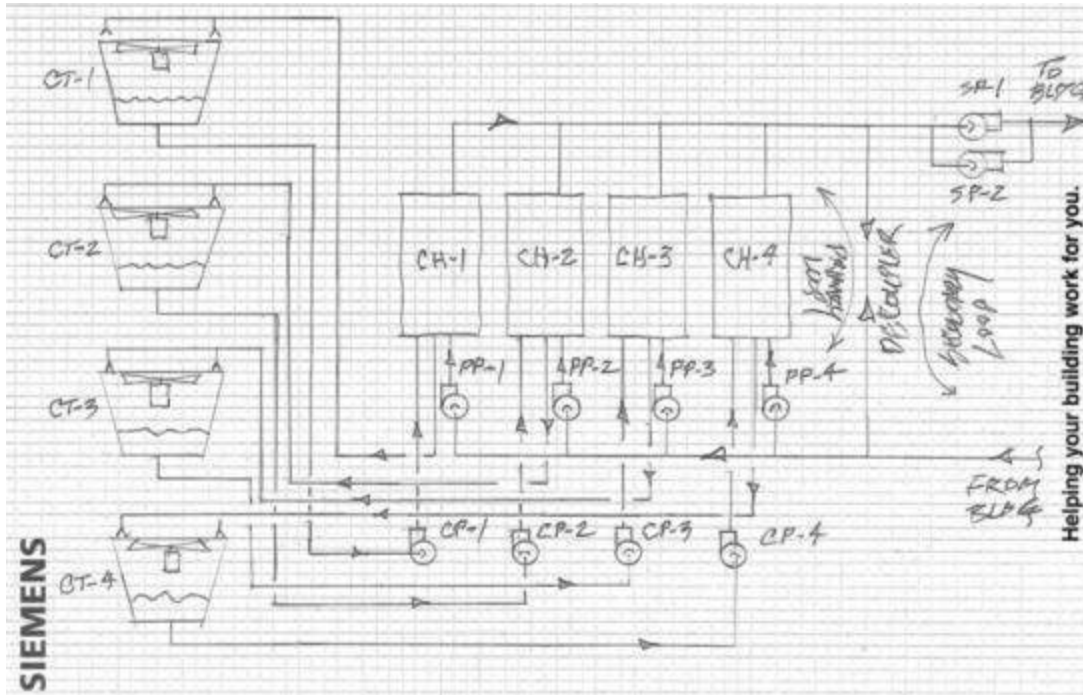 CT-1
CT-2
CT-3
CT-4
CH-1
CH-2
CH-3
CH-4
PP-1
PP-2
PP-3
PP-4
CP-1
CP-2
CP-3
CP-4
SP-1
SP-2
TO
BLDG
DECOUPLER
SECONDARY
LOOP
FROM
BLDG
SIEMENS
Helping your building work for you.